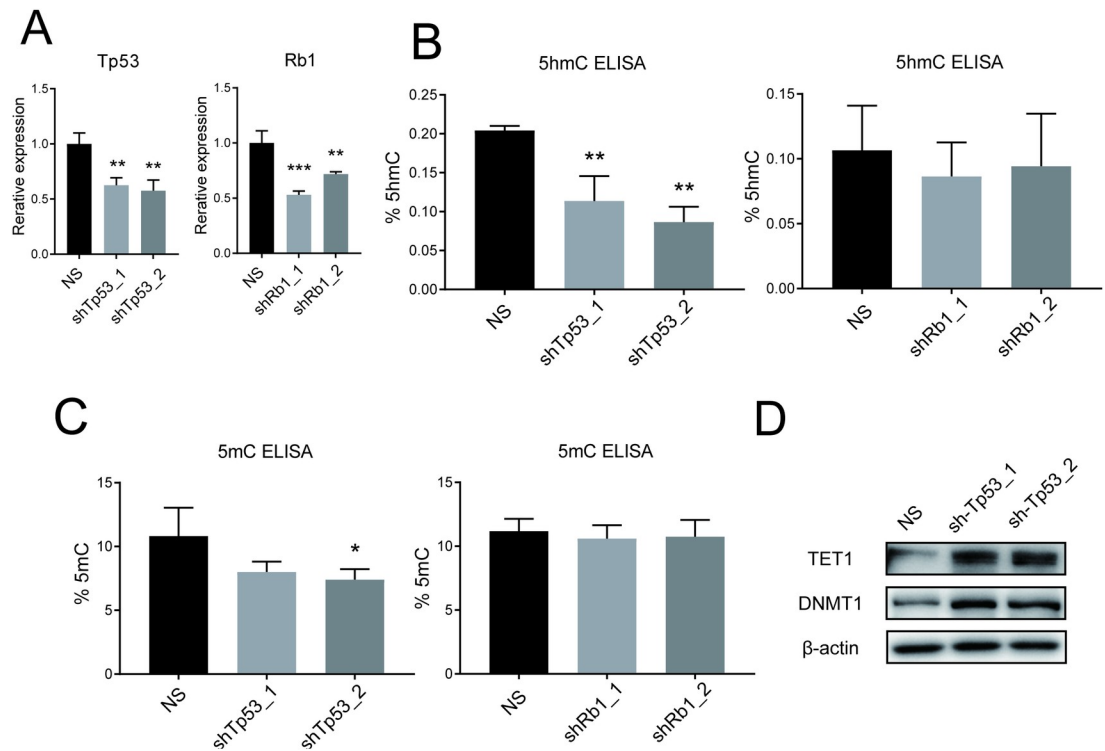 A
Tp53
Rerative expression
1.5
1.0
0.5
0.0
**
**
NS
shTp53_1
shTp53_2
Rb1
Rerative expression
1.5
1.0
0.5
0.0
***
**
NS
shRb1_1
shRb1_2
B
5hmC ELISA
% 5hmC
0.25
0.20
0.15
0.10
0.05
0.00
**
**
NS
shTp53_1
shTp53_2
5hmC ELISA
% 5hmC
0.15
0.10
0.05
0.00
NS
shRb1_1
shRb1_2
C
5mC ELISA
% 5mC
15
10
5
0
*
NS
shTp53_1
shTp53_2
5mC ELISA
% 5mC
15
10
5
0
NS
shRb1_1
shRb1_2
D
NS
sh-Tp53_1
sh-Tp53_2
TET1
DNMT1
β-actin